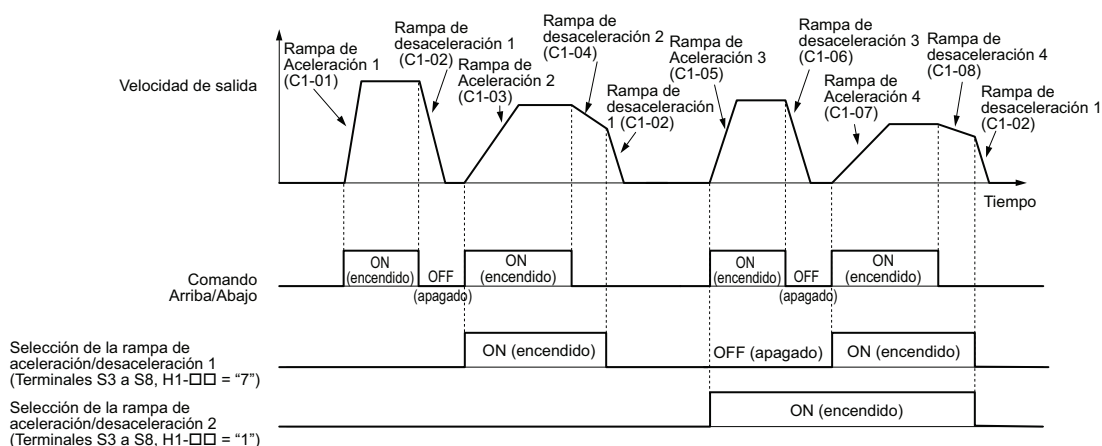 Rampa de
Aceleración 1
(C1-01)
Rampa de
desaceleración 1
(C1-02)
Rampa de
Aceleración 2
(C1-03)
Rampa de
desaceleración 2
(C1-04)
Rampa de
desaceleración
1 (C1-02)
Rampa de
Aceleración 3
(C1-05)
Rampa de
desaceleración 3
(C1-06)
Rampa de
Aceleración 4
(C1-07)
Rampa de
desaceleración 4
(C1-08)
Rampa de
desaceleración 1
(C1-02)
Velocidad de salida
Tiempo
Comando
Arriba/Abajo
ON
(encendido)
OFF
(apagado)
ON
(encendido)
ON
(encendido)
OFF
(apagado)
ON
(encendido)
Selección de la rampa de
aceleración/desaceleración 1
(Terminales S3 a S8, H1-□□ = “7”)
ON (encendido)
OFF (apagado)
ON (encendido)
Selección de la rampa de
aceleración/desaceleración 2
(Terminales S3 a S8, H1-□□ = “1”)
ON (encendido)